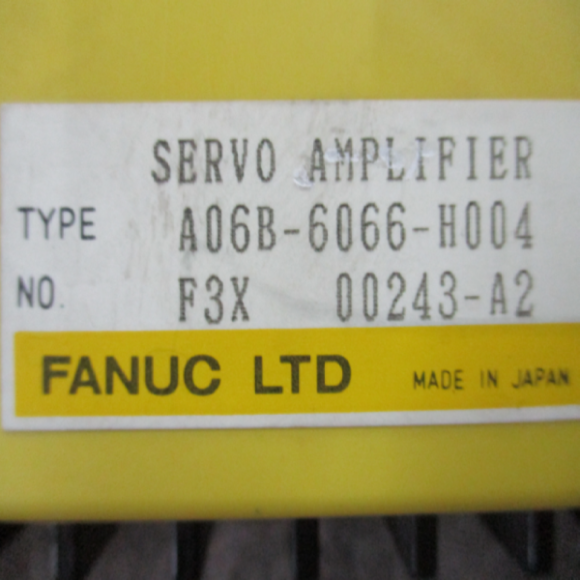 SERVO AMPLIFIER
TYPE A06B-6066-H004
NO. F3X 00243-A2
FANUC LTD MADE IN JAPAN